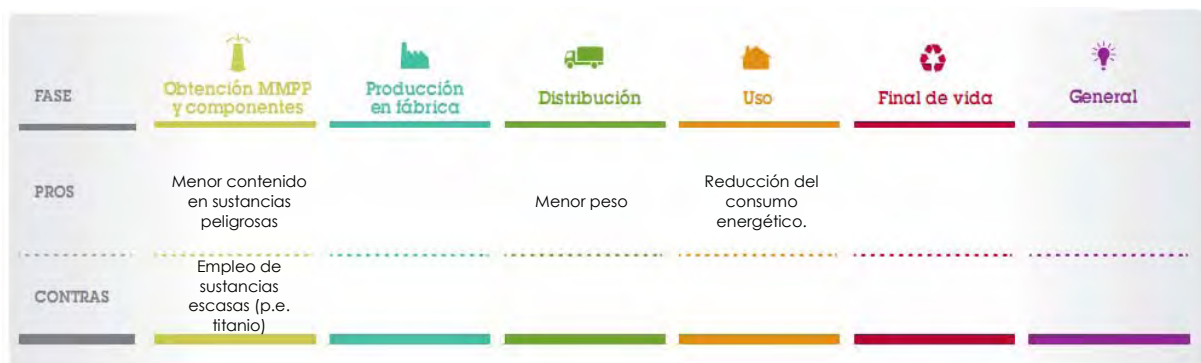 FASE
Obtención MMPP
y componentes
Producción
en fábrica
Distribución
Uso
Final de vida
General
PROS
Menor contenido
en sustancias
peligrosas
Menor peso
Reducción del
consumo
energético.
CONTRAS
Empleo de
sustancias
escasas (p.e.
titanio)